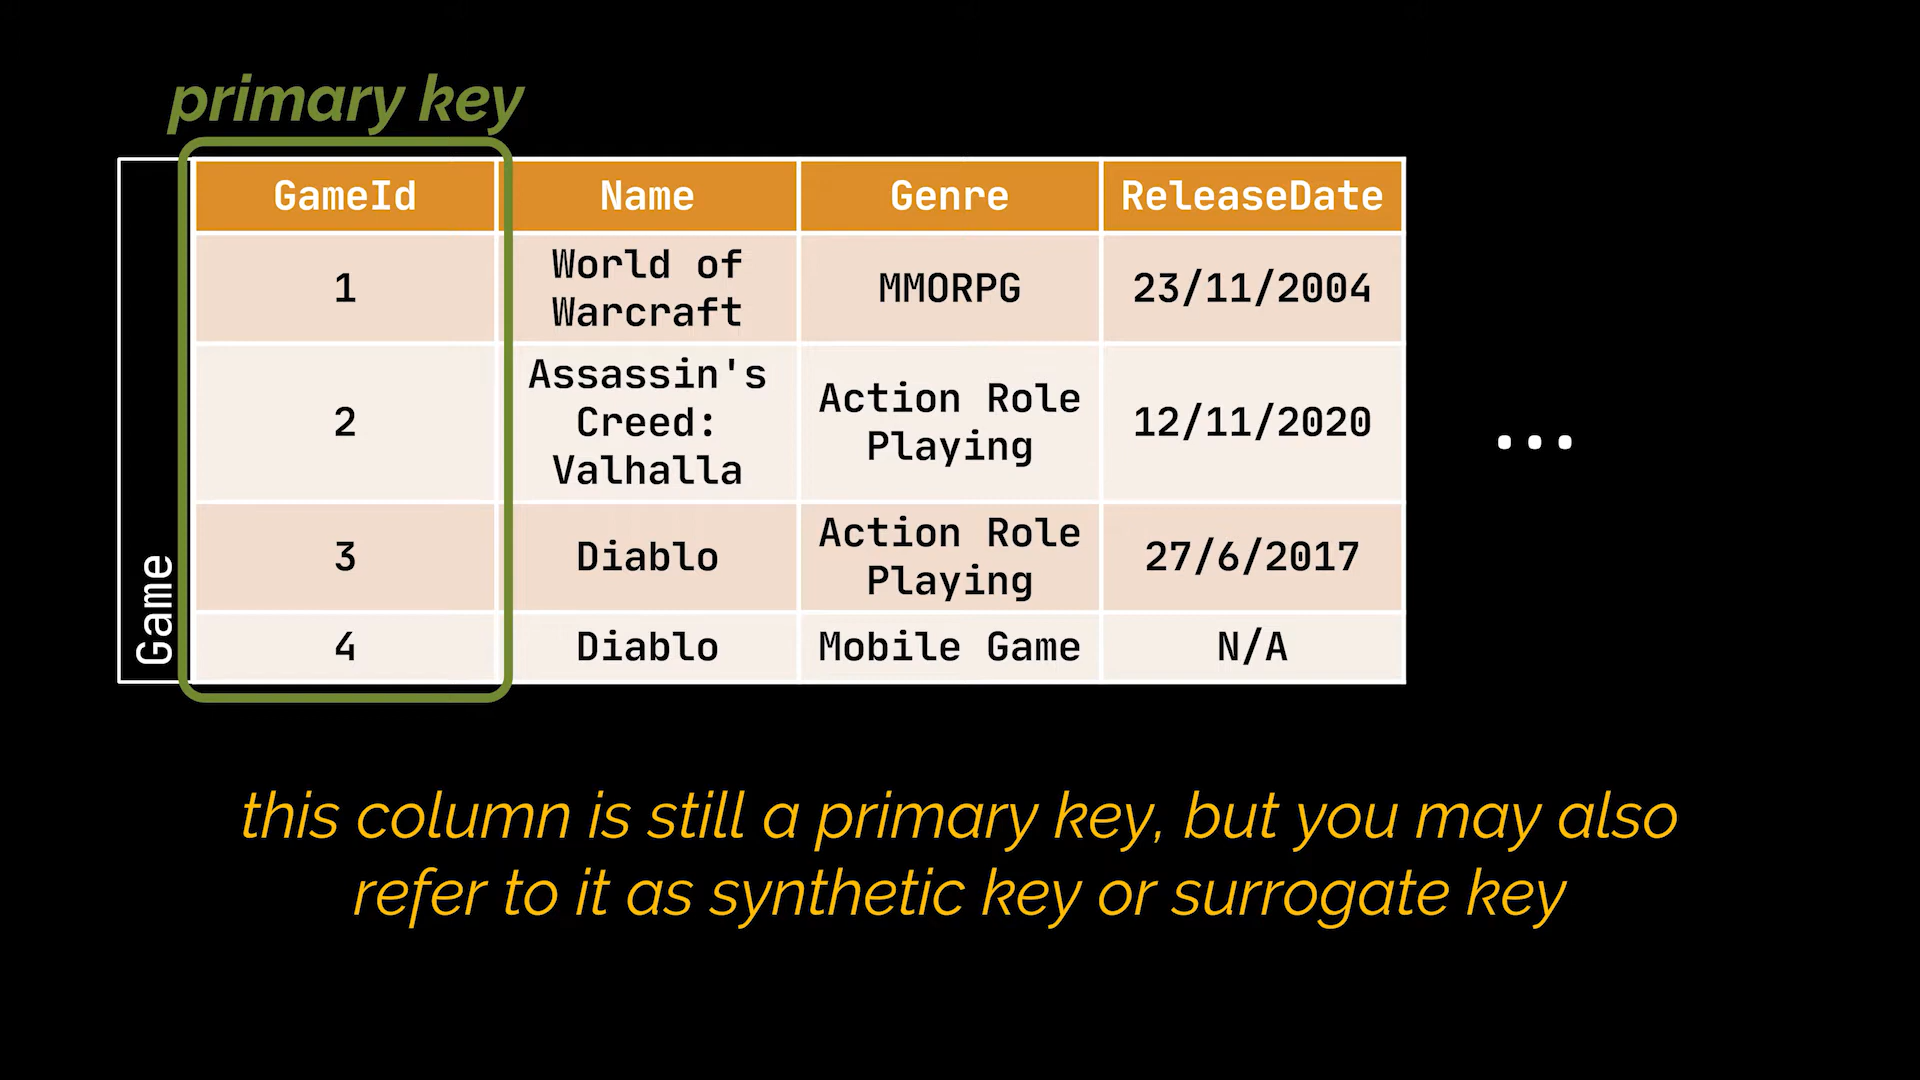 primary key
GameId Name Genre ReleaseDate
1 World of Warcraft MMORPG 23/11/2004
2 Assassin's Creed: Valhalla Action Role Playing 12/11/2020
...
3 Diablo Action Role Playing 27/6/2017
4 Diablo Mobile Game N/A
Game
this column is still a primary key, but you may also
refer to it as synthetic key or surrogate key